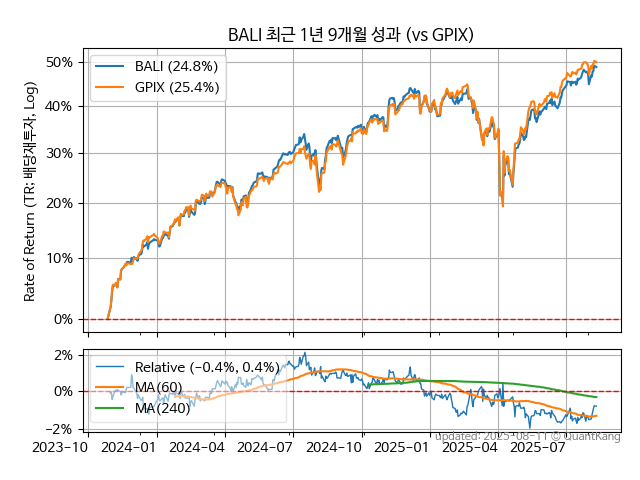 BALI 최근 1년 9개월 성과 (vs GPIX)
Rate of Return (TR: 배당재투자, Log)
50%
40%
30%
20%
10%
0%
BALI (24.8%)
GPIX (25.4%)
2%
0%
−2%
Relative (−0.4%, 0.4%)
MA(60)
MA(240)
2023−10 2024−01 2024−04 2024−07 2024−10 2025−01 2025−04 2025−07
updated: 2025-08-11 © QuantKang